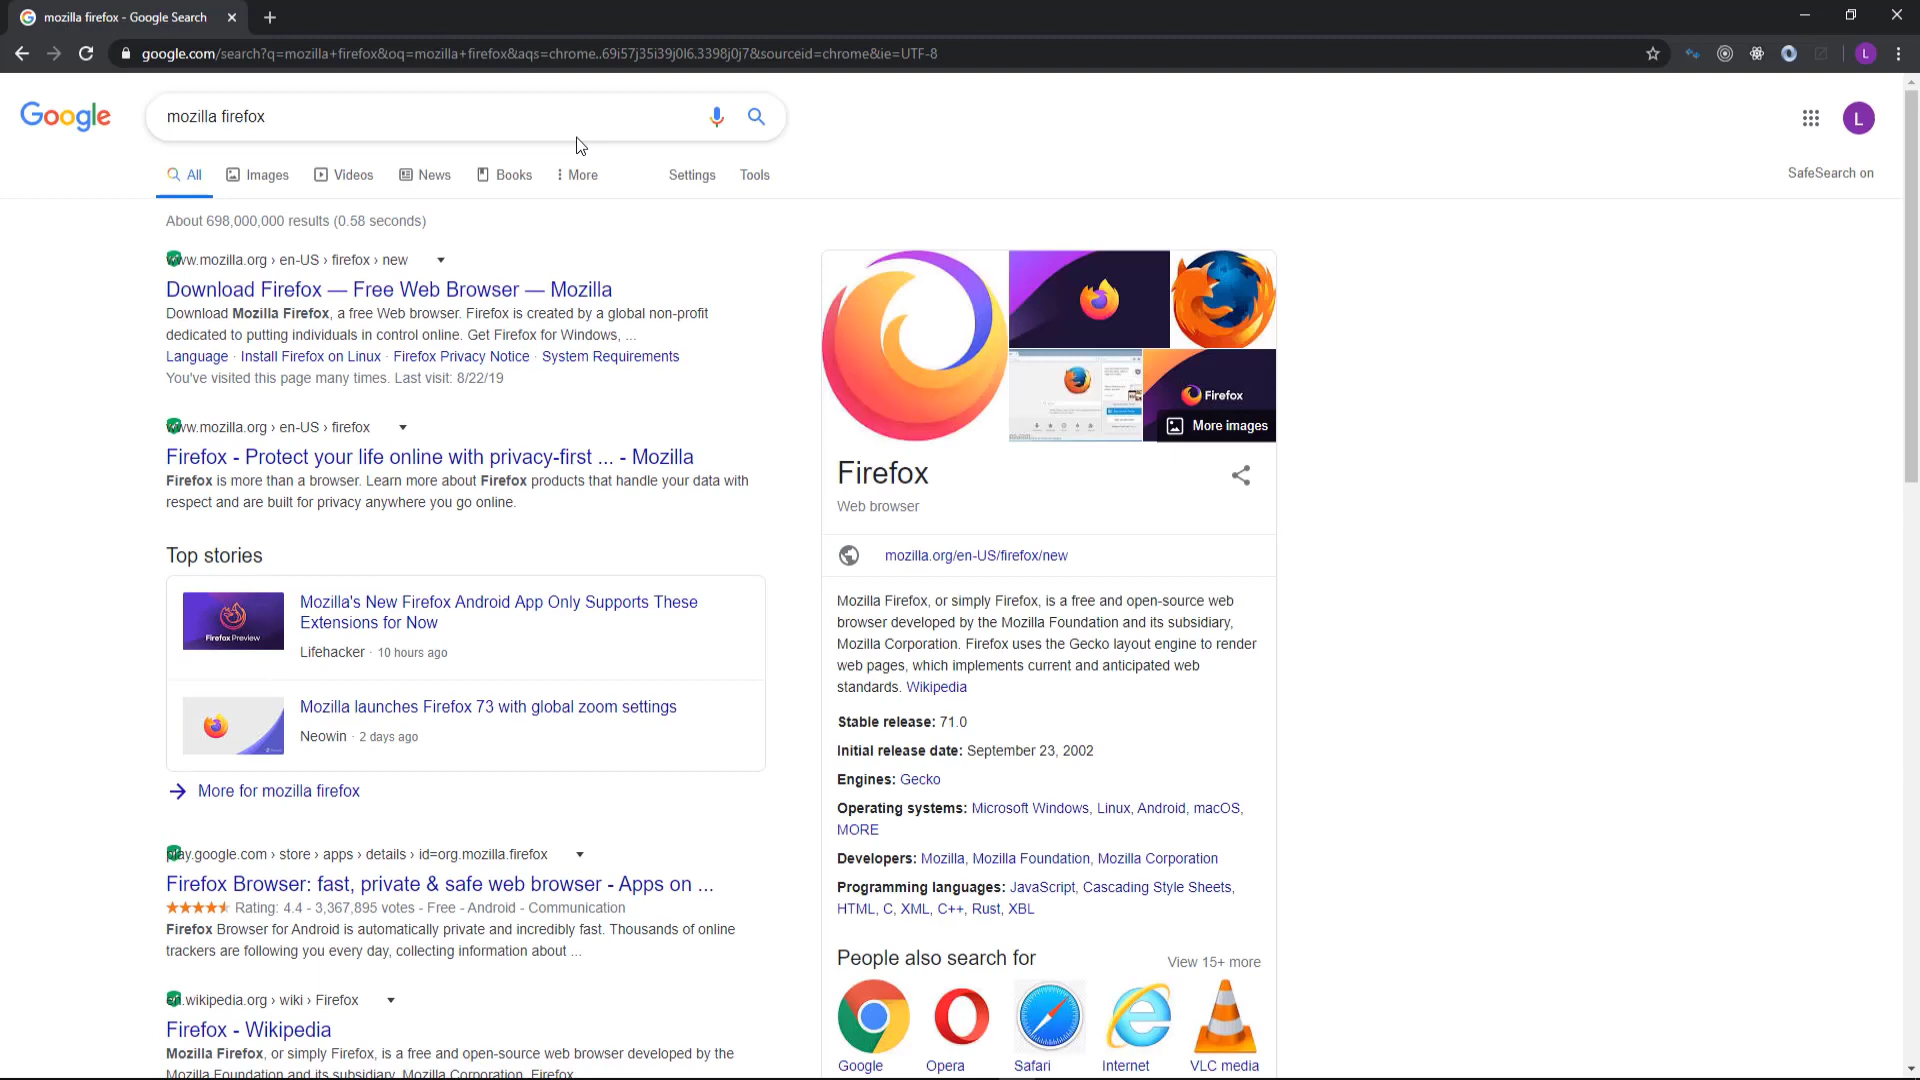 mozilla firefox - Google Search
google.com/search?q=mozilla+firefox&oq=mozilla+firefox&aqs=chrome..69i57j35i39j0l6.3398j0j7&sourceid=chrome&ie=UTF-8
L
Google
mozilla firefox
L
All
Images
Videos
News
Books
More
Settings
Tools
SafeSearch on
About 698,000,000 results (0.58 seconds)
www.mozilla.org › en-US › firefox › new
Download Firefox — Free Web Browser — Mozilla
Download Mozilla Firefox, a free Web browser. Firefox is created by a global non-profit
dedicated to putting individuals in control online. Get Firefox for Windows, ...
Language · Install Firefox on Linux · Firefox Privacy Notice · System Requirements
You've visited this page many times. Last visit: 8/22/19
www.mozilla.org › en-US › firefox
Firefox - Protect your life online with privacy-first ... - Mozilla
Firefox is more than a browser. Learn more about Firefox products that handle your data with
respect and are built for privacy anywhere you go online.
Top stories
Firefox Preview
Mozilla's New Firefox Android App Only Supports These
Extensions for Now
Lifehacker · 10 hours ago
Mozilla launches Firefox 73 with global zoom settings
Neowin · 2 days ago
More for mozilla firefox
play.google.com › store › apps › details › id=org.mozilla.firefox
Firefox Browser: fast, private & safe web browser - Apps on ...
Rating: 4.4 - 3,367,895 votes - Free - Android - Communication
Firefox Browser for Android is automatically private and incredibly fast. Thousands of online
trackers are following you every day, collecting information about ...
en.wikipedia.org › wiki › Firefox
Firefox - Wikipedia
Mozilla Firefox, or simply Firefox, is a free and open-source web browser developed by the
Mozilla Foundation and its subsidiary, Mozilla Corporation. Firefox
Firefox
More images
Firefox
Web browser
mozilla.org/en-US/firefox/new
Mozilla Firefox, or simply Firefox, is a free and open-source web
browser developed by the Mozilla Foundation and its subsidiary,
Mozilla Corporation. Firefox uses the Gecko layout engine to render
web pages, which implements current and anticipated web
standards. Wikipedia
Stable release: 71.0
Initial release date: September 23, 2002
Engines: Gecko
Operating systems: Microsoft Windows, Linux, Android, macOS,
MORE
Developers: Mozilla, Mozilla Foundation, Mozilla Corporation
Programming languages: JavaScript, Cascading Style Sheets,
HTML, C, XML, C++, Rust, XBL
People also search for
View 15+ more
Google
Opera
Safari
Internet
VLC media